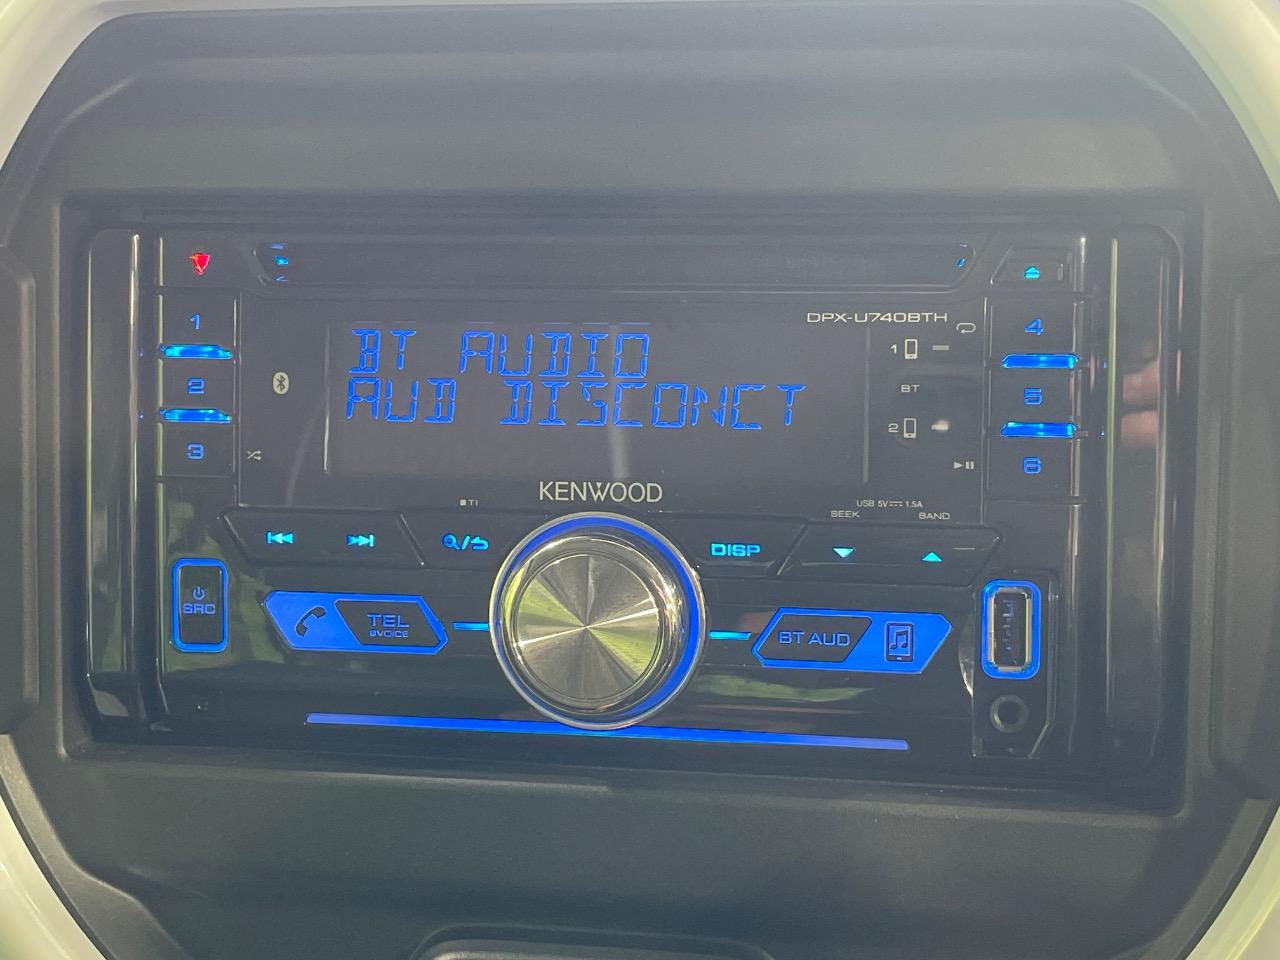 DPX-U740BTH
BT AUDIO
AUD DISCONCT
1
2
3
4
5
6
1
BT
2
KENWOOD
USB 5V 1.5A
SEEK
BAND
DISP
SRC
TEL
VOICE
BT AUD